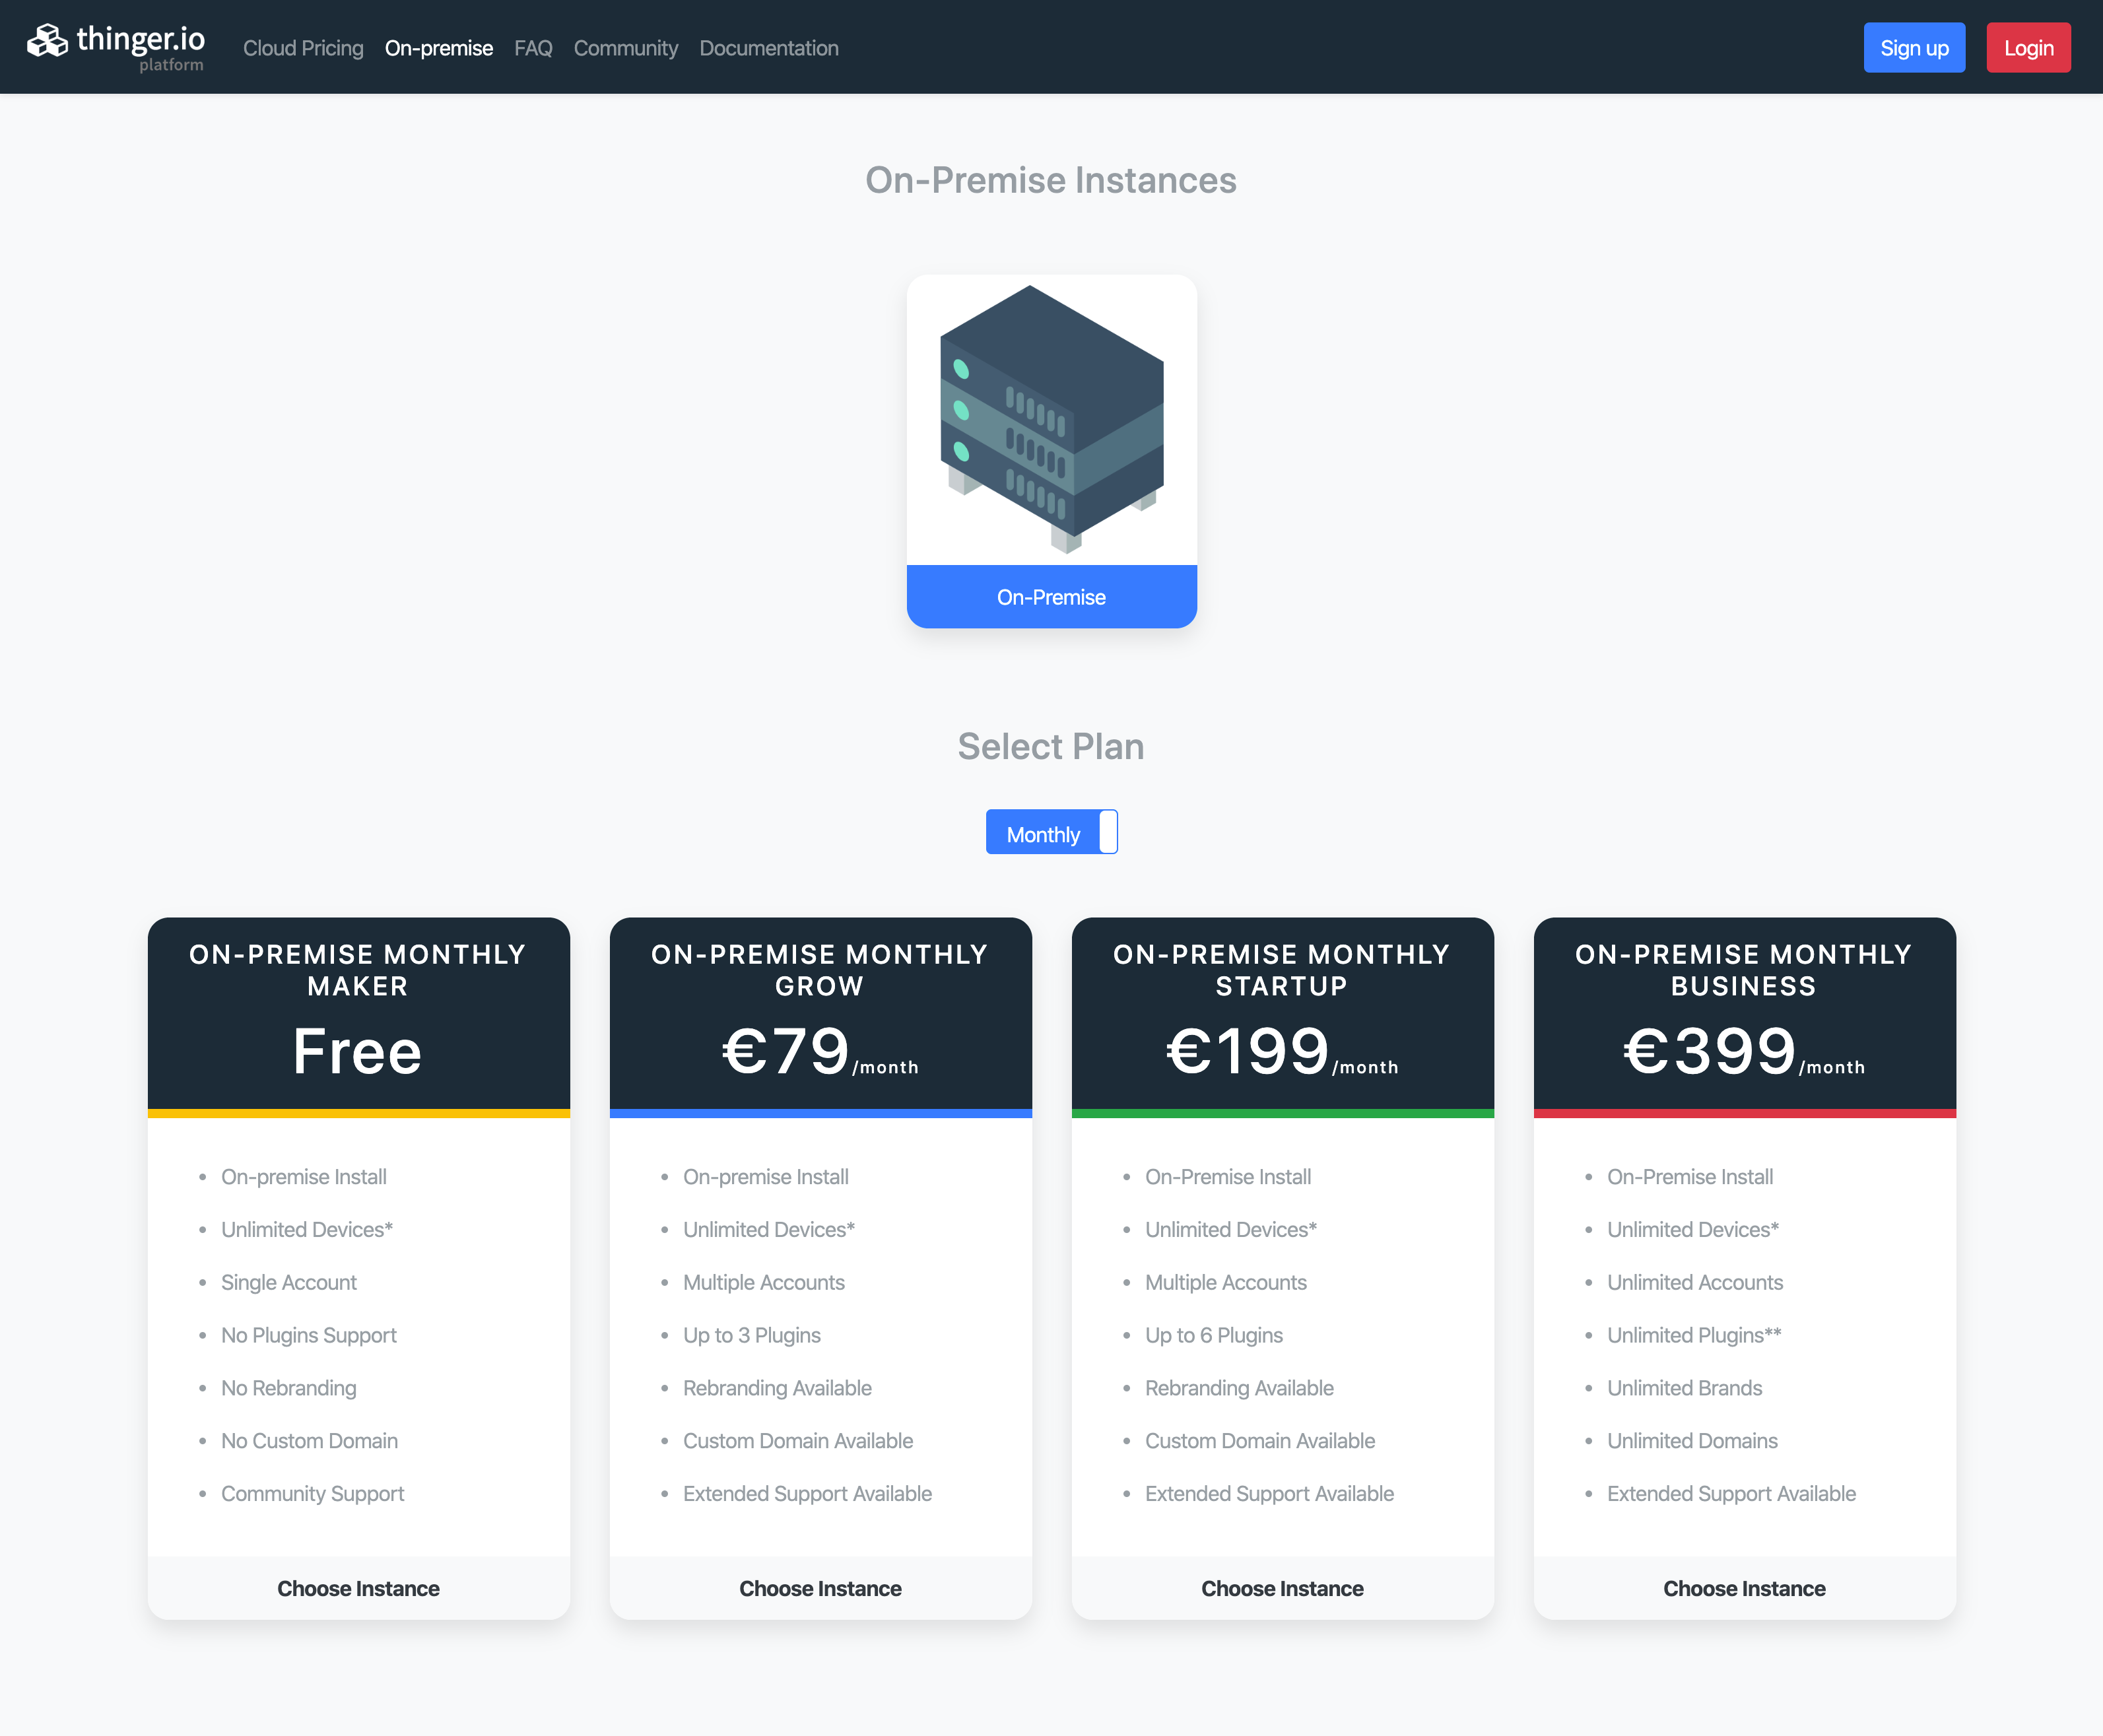 thinger.io
platform
Cloud Pricing On-premise FAQ Community Documentation
Sign up Login
On-Premise Instances
On-Premise
Select Plan
Monthly
ON-PREMISE MONTHLY
MAKER
Free
On-premise Install
Unlimited Devices*
Single Account
No Plugins Support
No Rebranding
No Custom Domain
Community Support
Choose Instance
ON-PREMISE MONTHLY
GROW
€79/month
On-premise Install
Unlimited Devices*
Multiple Accounts
Up to 3 Plugins
Rebranding Available
Custom Domain Available
Extended Support Available
Choose Instance
ON-PREMISE MONTHLY
STARTUP
€199/month
On-Premise Install
Unlimited Devices*
Multiple Accounts
Up to 6 Plugins
Rebranding Available
Custom Domain Available
Extended Support Available
Choose Instance
ON-PREMISE MONTHLY
BUSINESS
€399/month
On-Premise Install
Unlimited Devices*
Unlimited Accounts
Unlimited Plugins**
Unlimited Brands
Unlimited Domains
Extended Support Available
Choose Instance